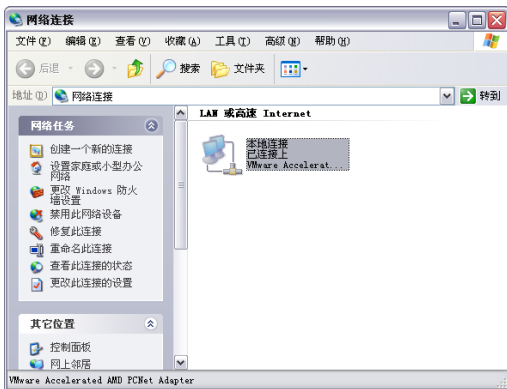 网络连接
文件(F) 编辑(E) 查看(V) 收藏(A) 工具(T) 高级(N) 帮助(H)
后退 搜索 文件夹
地址(D) 网络连接 转到
网络任务
创建一个新的连接
设置家庭或小型办公
网络
更改 Windows 防火
墙设置
禁用此网络设备
修复此连接
重命名此连接
查看此连接的状态
更改此连接的设置
其它位置
控制面板
网上邻居
LAN 或高速 Internet
本地连接
已连接上
VMware Accelerat...
VMware Accelerated AMD PCNet Adapter